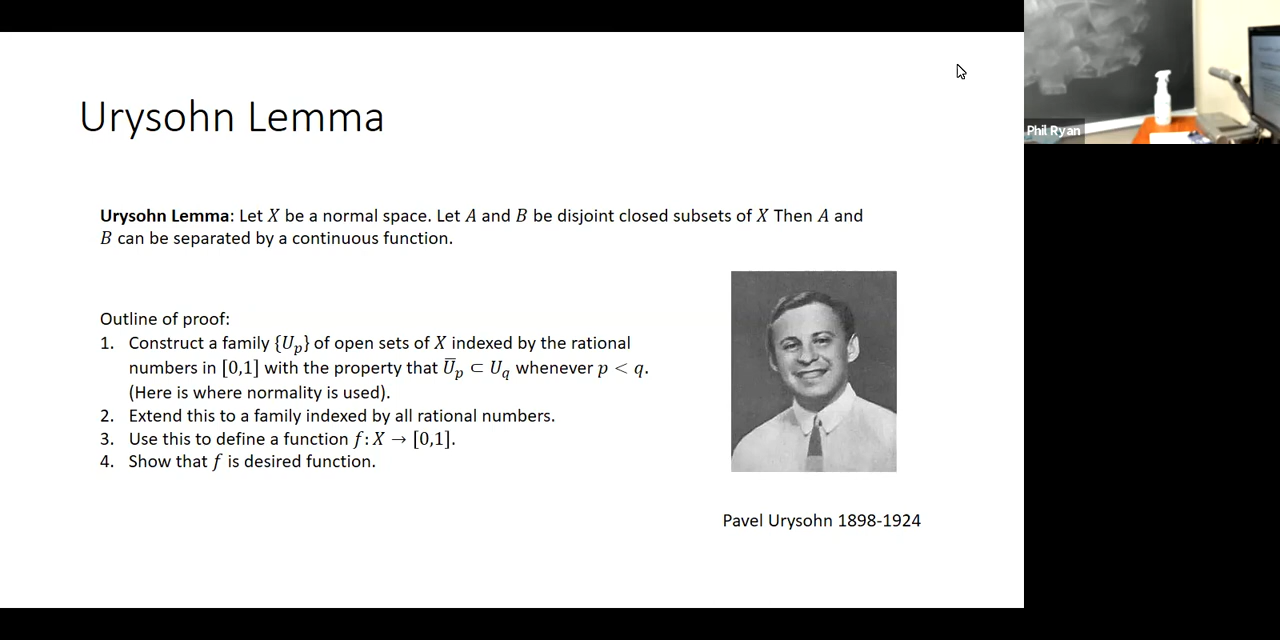 Urysohn Lemma
Urysohn Lemma: Let X be a normal space. Let A and B be disjoint closed subsets of X Then A and
B can be separated by a continuous function.
Outline of proof:
1. Construct a family {U_p} of open sets of X indexed by the rational
numbers in [0,1] with the property that U̅_p ⊂ U_q whenever p < q.
(Here is where normality is used).
2. Extend this to a family indexed by all rational numbers.
3. Use this to define a function f: X → [0,1].
4. Show that f is desired function.
Pavel Urysohn 1898-1924
Phil Ryan